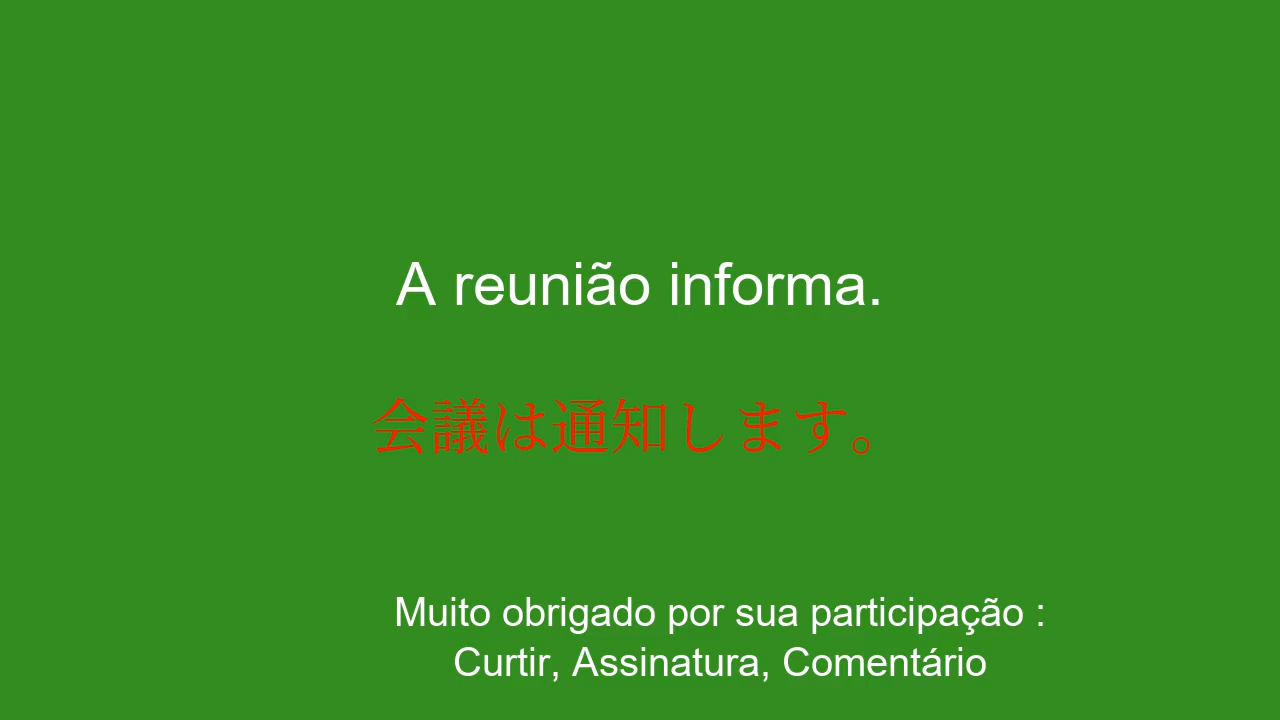 A reunião informa.
会議は通知します。
Muito obrigado por sua participação :
Curtir, Assinatura, Comentário